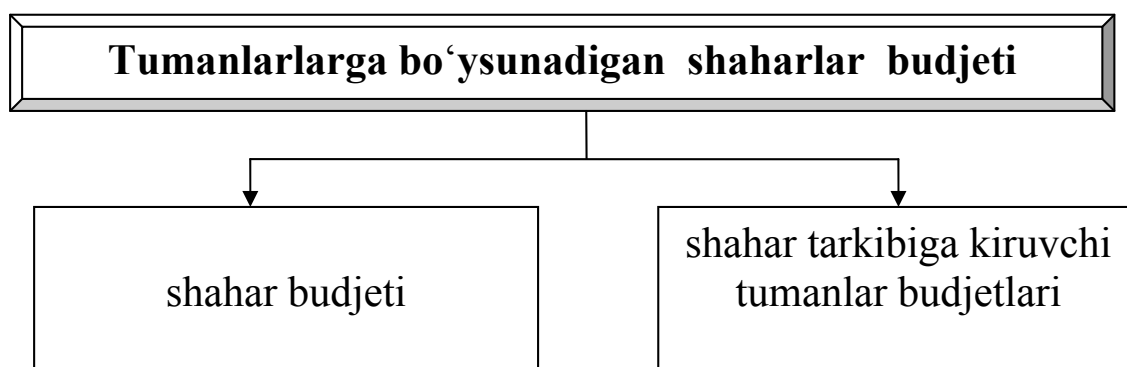 Tumanlarlarga bo‘ysunadigan shaharlar budjeti
shahar budjeti
shahar tarkibiga kiruvchi
tumanlar budjetlari